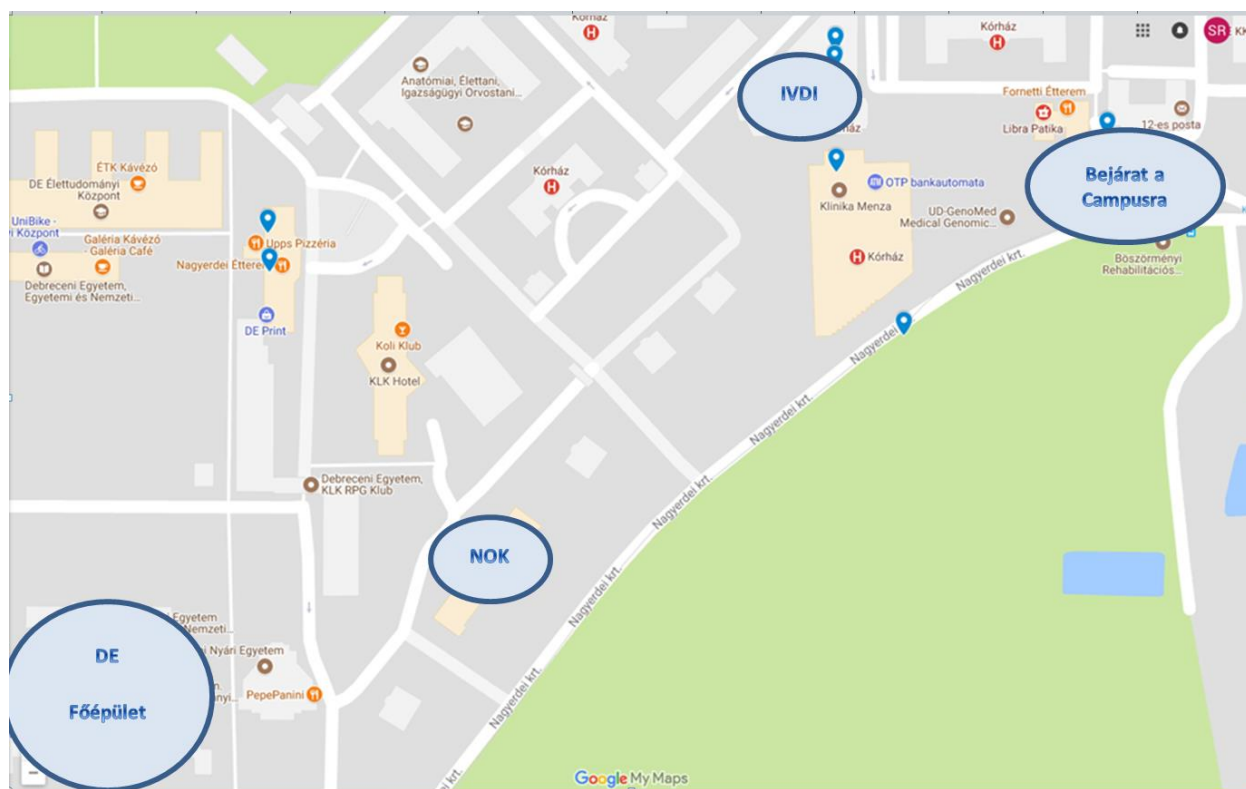 Kórház
SR
KK
Kórház
Anatómiai, Élettani,
Igazságügyi Orvostani...
IVDI
Fornetti Étterem
Libra Patika
12-es posta
ÉTK Kávézó
DE Élettudományi
Központ
Kórház
Bejárat a
Campusra
OTP bankautomata
Klinika Menza
UD-GenoMed
Medical Genomic...
UniBike -
Központ
Galéria Kávézó
- Galéria Café
Upps Pizzéria
Nagyerdei Étterem
Debreceni Egyetem,
Egyetemi és Nemzeti...
Kórház
Nagyerdei krt.
Böszörményi
Rehabilitációs...
DE Print
Koli Klub
KLK Hotel
Nagyerdei
Nagyerdei krt.
Debreceni Egyetem,
KLK RPG Klub
Nagyerdei krt.
NOK
Nagyerdei krt.
Egyetem
Nemzeti...
Nyári Egyetem
DE
Főépület
PepePanini
Nagyerdei krt.
krt.
Google My Maps